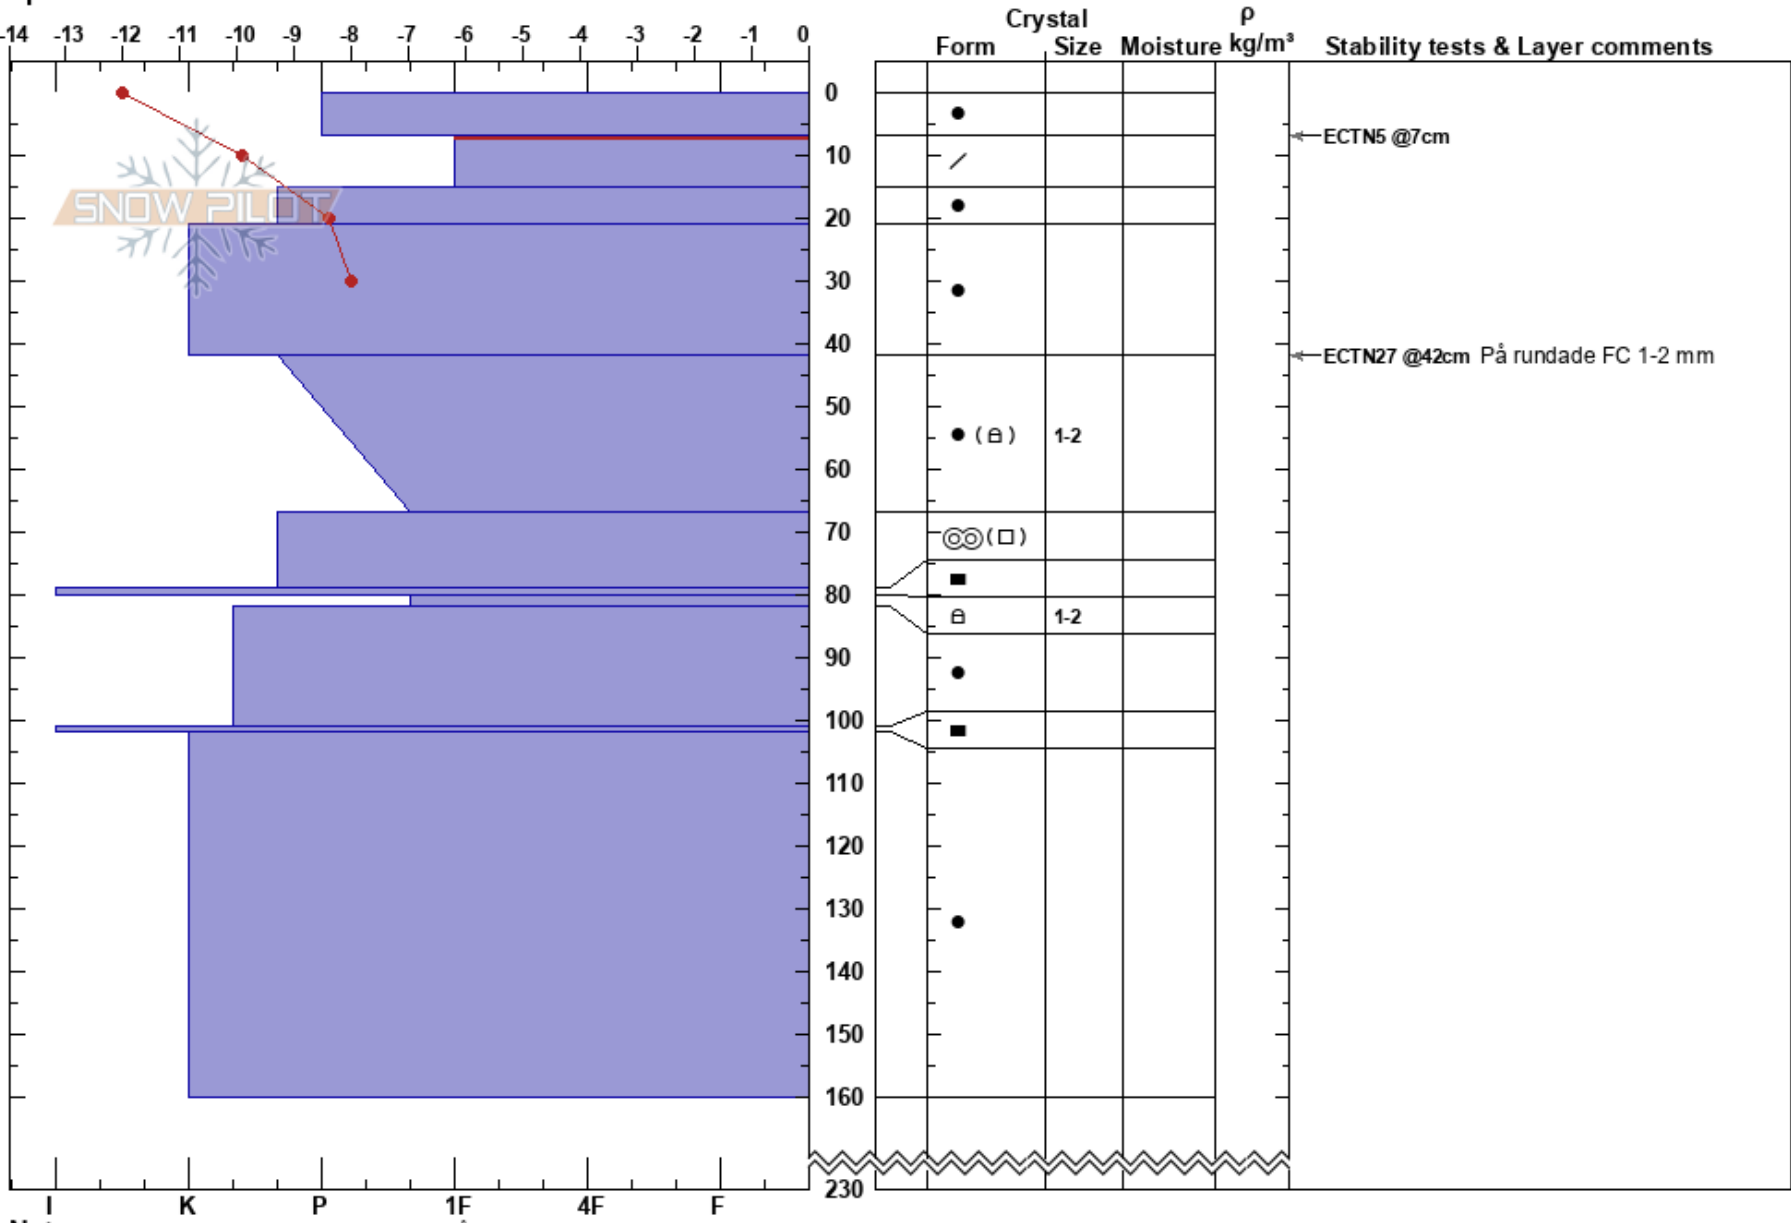 Crystal ρ
-14 -13 -12 -11 -10 -9 -8 -7 -6 -5 -4 -3 -2 -1 0
Form Size Moisture kg/m³ Stability tests & Layer comments
0
ECTN5 @7cm
10
SNOW PILOT
20
30
40
ECTN27 @42cm På rundade FC 1-2 mm
50
1-2
60
70
80
1-2
90
100
110
120
130
140
150
160
230
I K P 1F 4F F